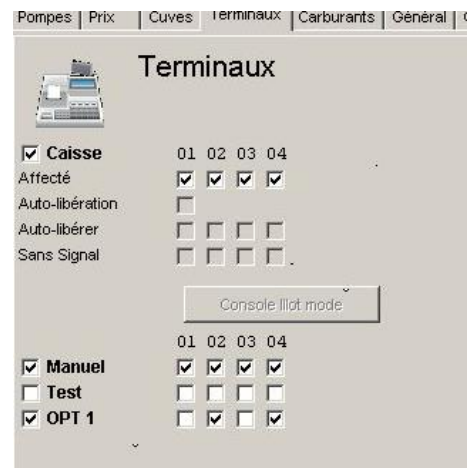 Pompes Prix Cuves Terminaux Carburants Général
Terminaux
Caisse 01 02 03 04
Affecté
Auto-libération
Auto-libérer
Sans Signal
Console Illot mode
01 02 03 04
Manuel
Test
OPT 1